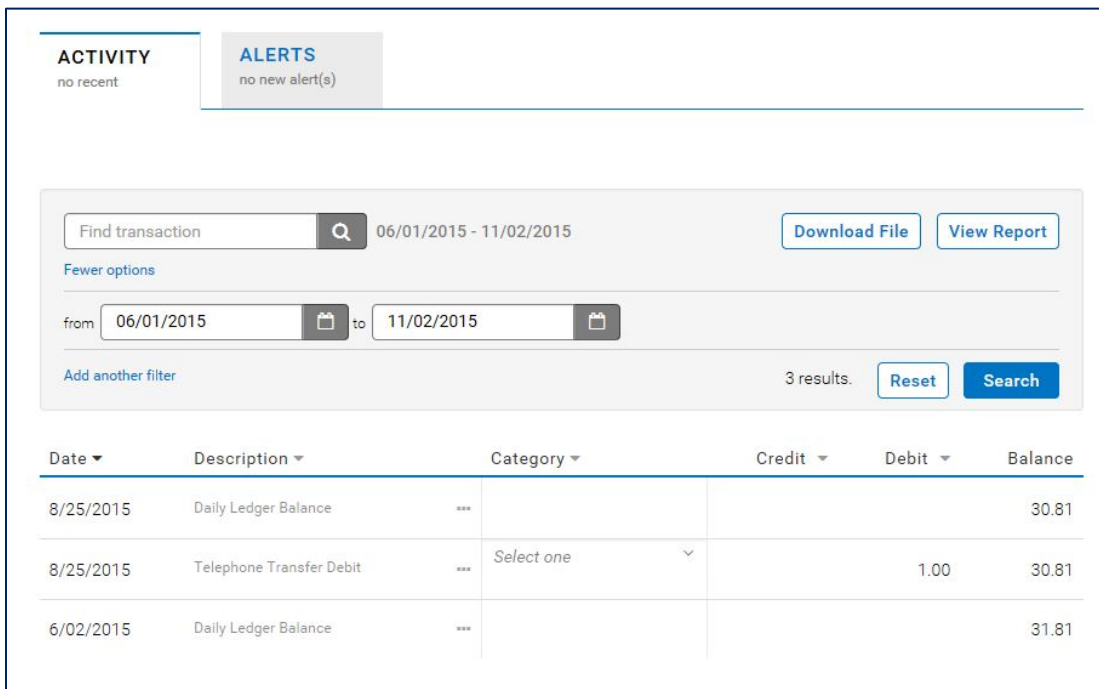 ACTIVITY
no recent
ALERTS
no new alert(s)
Find transaction 06/01/2015 - 11/02/2015 Download File View Report
Fewer options
from 06/01/2015 to 11/02/2015
Add another filter 3 results. Reset Search
Date Description Category Credit Debit Balance
8/25/2015 Daily Ledger Balance 30.81
8/25/2015 Telephone Transfer Debit Select one 1.00 30.81
6/02/2015 Daily Ledger Balance 31.81